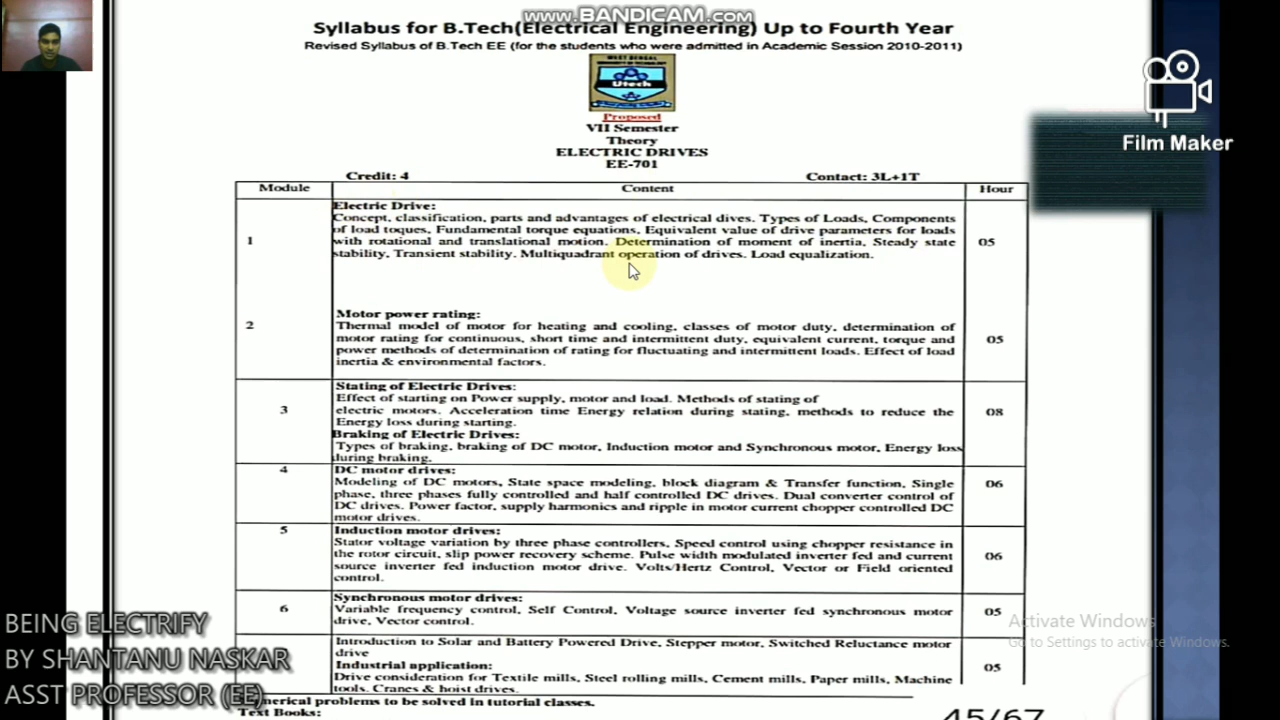 www.BANDICAM.com
Syllabus for B.Tech(Electrical Engineering) Up to Fourth Year
Revised Syllabus of B.Tech EE (for the students who were admitted in Academic Session 2010-2011)
WEST BENGAL
Utech
Film Maker
Proposed
VII Semester
Theory
ELECTRIC DRIVES
EE-701
Credit: 4 Contact: 3L+1T
Module Content Hour
Electric Drive:
Concept, classification, parts and advantages of electrical dives. Types of Loads, Components
of load toques, Fundamental torque equations, Equivalent value of drive parameters for loads
1 with rotational and translational motion. Determination of moment of inertia, Steady state 05
stability, Transient stability. Multiquadrant operation of drives. Load equalization.
Motor power rating:
2 Thermal model of motor for heating and cooling, classes of motor duty, determination of
motor rating for continuous, short time and intermittent duty, equivalent current, torque and 05
power methods of determination of rating for fluctuating and intermittent loads. Effect of load
inertia & environmental factors.
Stating of Electric Drives:
Effect of starting on Power supply, motor and load. Methods of stating of
3 electric motors. Acceleration time Energy relation during stating, methods to reduce the 08
Energy loss during starting.
Braking of Electric Drives:
Types of braking, braking of DC motor, Induction motor and Synchronous motor, Energy loss
during braking.
4 DC motor drives:
Modeling of DC motors, State space modeling, block diagram & Transfer function, Single 06
phase, three phases fully controlled and half controlled DC drives. Dual converter control of
DC drives. Power factor, supply harmonics and ripple in motor current chopper controlled DC
motor drives.
5 Induction motor drives:
Stator voltage variation by three phase controllers, Speed control using chopper resistance in
the rotor circuit, slip power recovery scheme. Pulse width modulated inverter fed and current 06
source inverter fed induction motor drive. Volts/Hertz Control, Vector or Field oriented
control.
Synchronous motor drives:
6 Variable frequency control, Self Control, Voltage source inverter fed synchronous motor 05
drive, Vector control.
Introduction to Solar and Battery Powered Drive, Stepper motor, Switched Reluctance motor
drive
Industrial application: 05
Drive consideration for Textile mills, Steel rolling mills, Cement mills, Paper mills, Machine
tools, Cranes & hoist drives.
problems to be solved in tutorial classes.
Text Books:
45/67
BEING ELECTRIFY
BY SHANTANU NASKAR
ASST PROFESSOR (EE)
Activate Windows
Go to Settings to activate Windows.